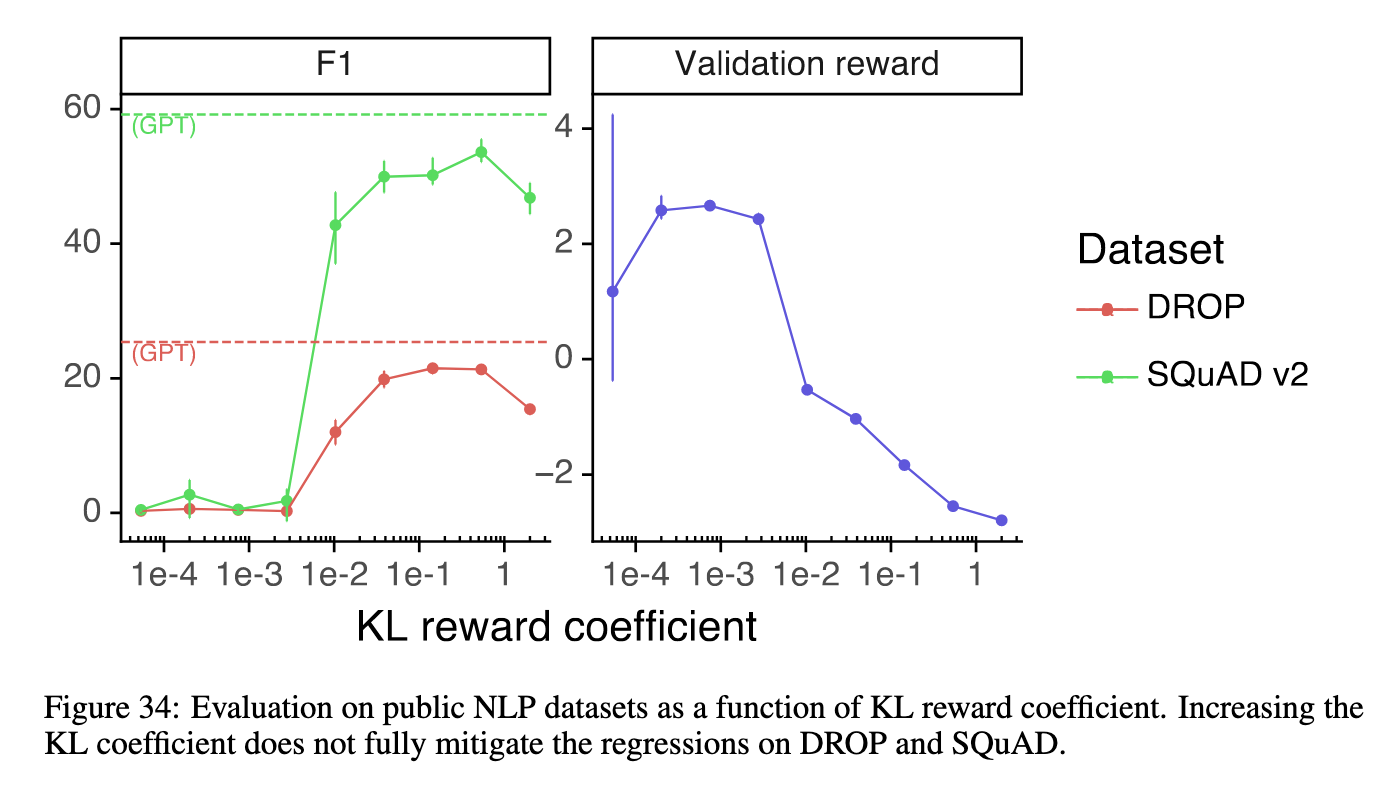 F1
Validation reward
60
40
20
0
(GPT)
(GPT)
4
2
0
−2
1e-4 1e-3 1e-2 1e-1 1
1e-4 1e-3 1e-2 1e-1 1
KL reward coefficient
Dataset
DROP
SQuAD v2
Figure 34: Evaluation on public NLP datasets as a function of KL reward coefficient. Increasing the
KL coefficient does not fully mitigate the regressions on DROP and SQuAD.